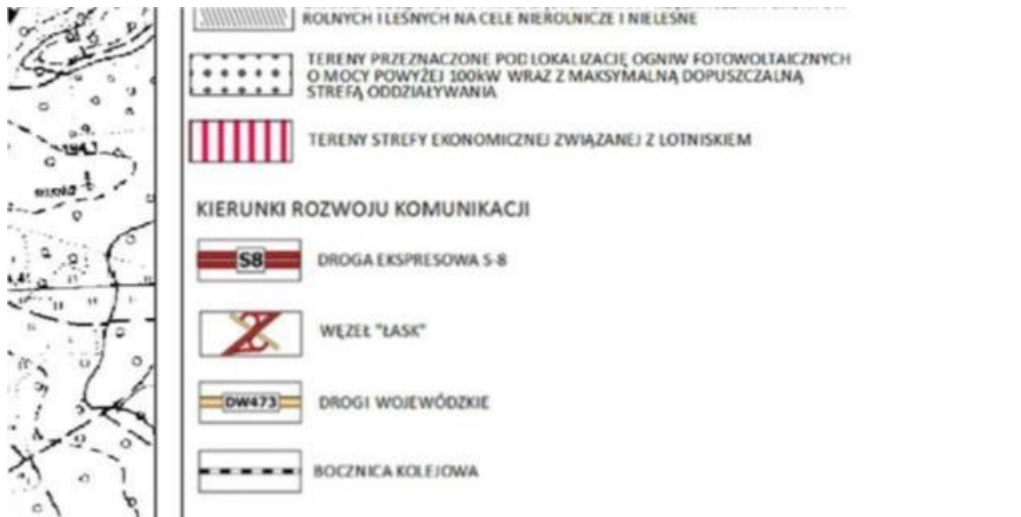 ROLNYCH I LEŚNYCH NA CELE NIEROLNICZE I NIELEŚNE
TERENY PRZEZNACZONE POD LOKALIZACJĘ OGNIW FOTOWOLTAICZNYCH
O MOCY POWYŻEJ 100kW WRAZ Z MAKSYMALNĄ DOPUSZCZALNĄ
STREFĄ ODDZIAŁYWANIA
TERENY STREFY EKONOMICZNEJ ZWIĄZANEJ Z LOTNISKIEM
KIERUNKI ROZWOJU KOMUNIKACJI
S8
DROGA EKSPRESOWA S-8
WĘZEŁ "ŁASK"
DW473
DROGI WOJEWÓDZKIE
BOCZNICA KOLEJOWA